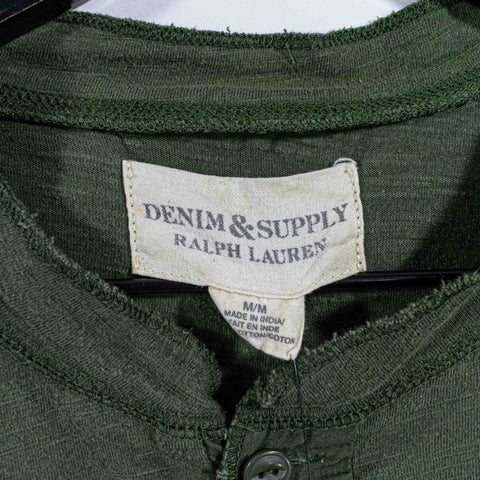 DENIM & SUPPLY
RALPH LAUREN
M/M
MADE IN INDIA/
FAIT EN INDE
COTTON/COTON